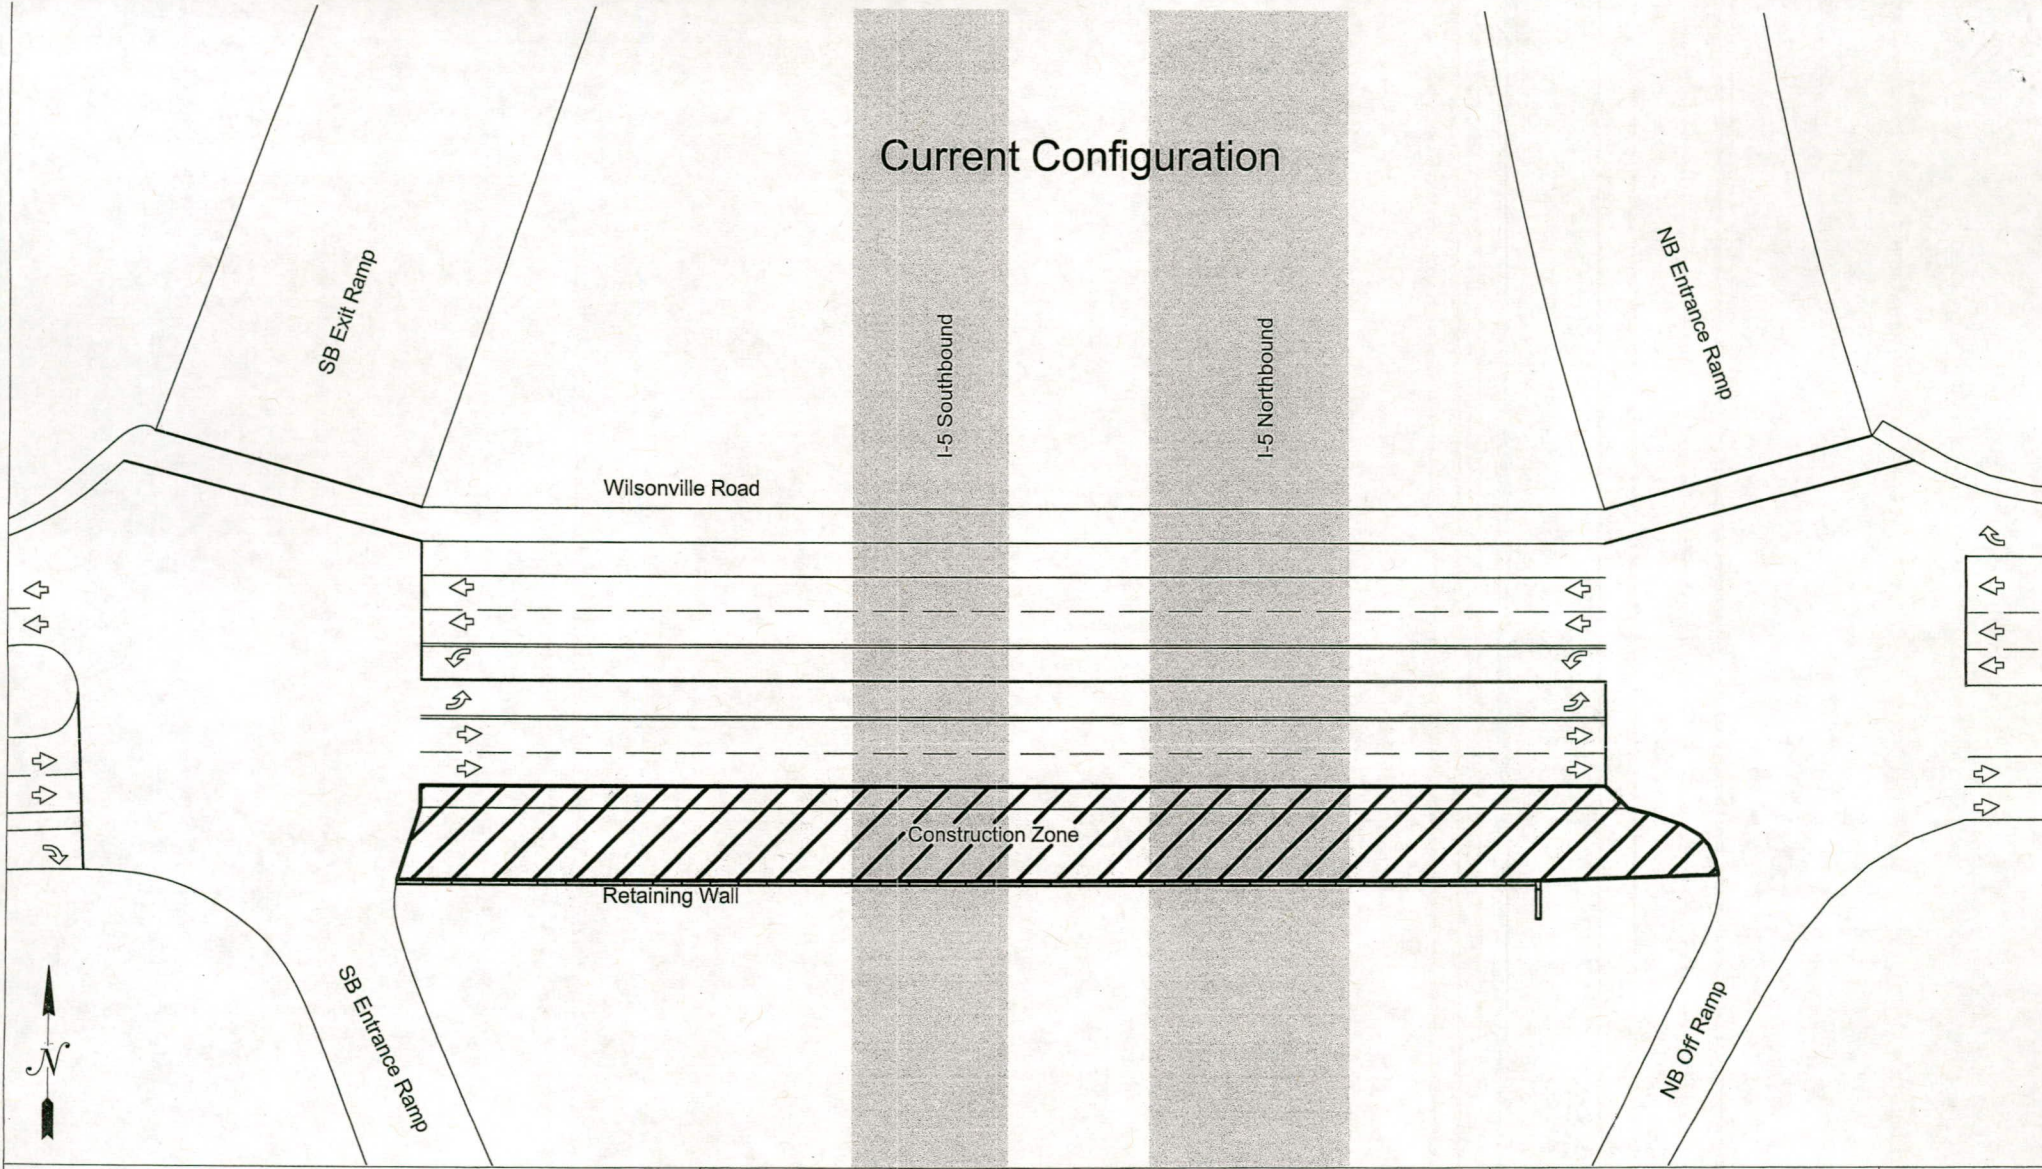 Current Configuration
SB Exit Ramp
NB Entrance Ramp
I-5 Southbound
I-5 Northbound
Wilsonville Road
Construction Zone
Retaining Wall
SB Entrance Ramp
NB Off Ramp
N